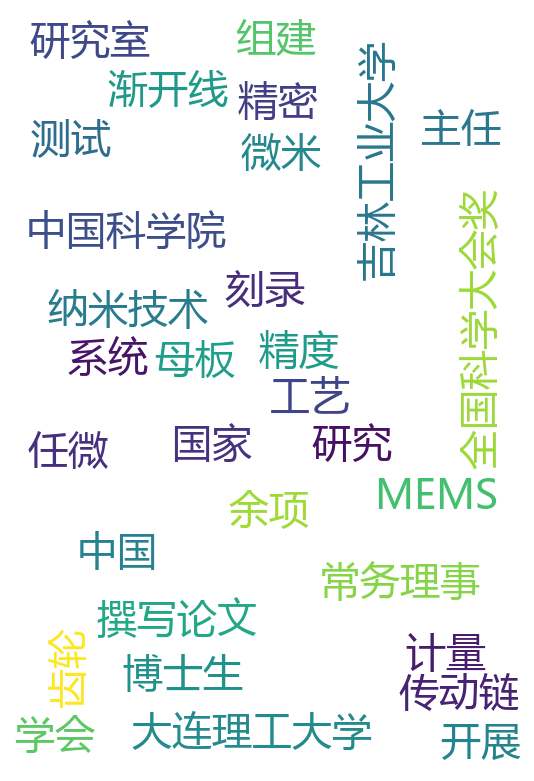 研究室
组建
渐开线
精密
吉林工业大学
主任
测试
微米
中国科学院
全国科学大会奖
刻录
纳米技术
系统
母板
精度
工艺
任微
国家
研究
MEMS
余项
中国
常务理事
撰写论文
齿轮
博士生
计量
传动链
学会
大连理工大学
开展